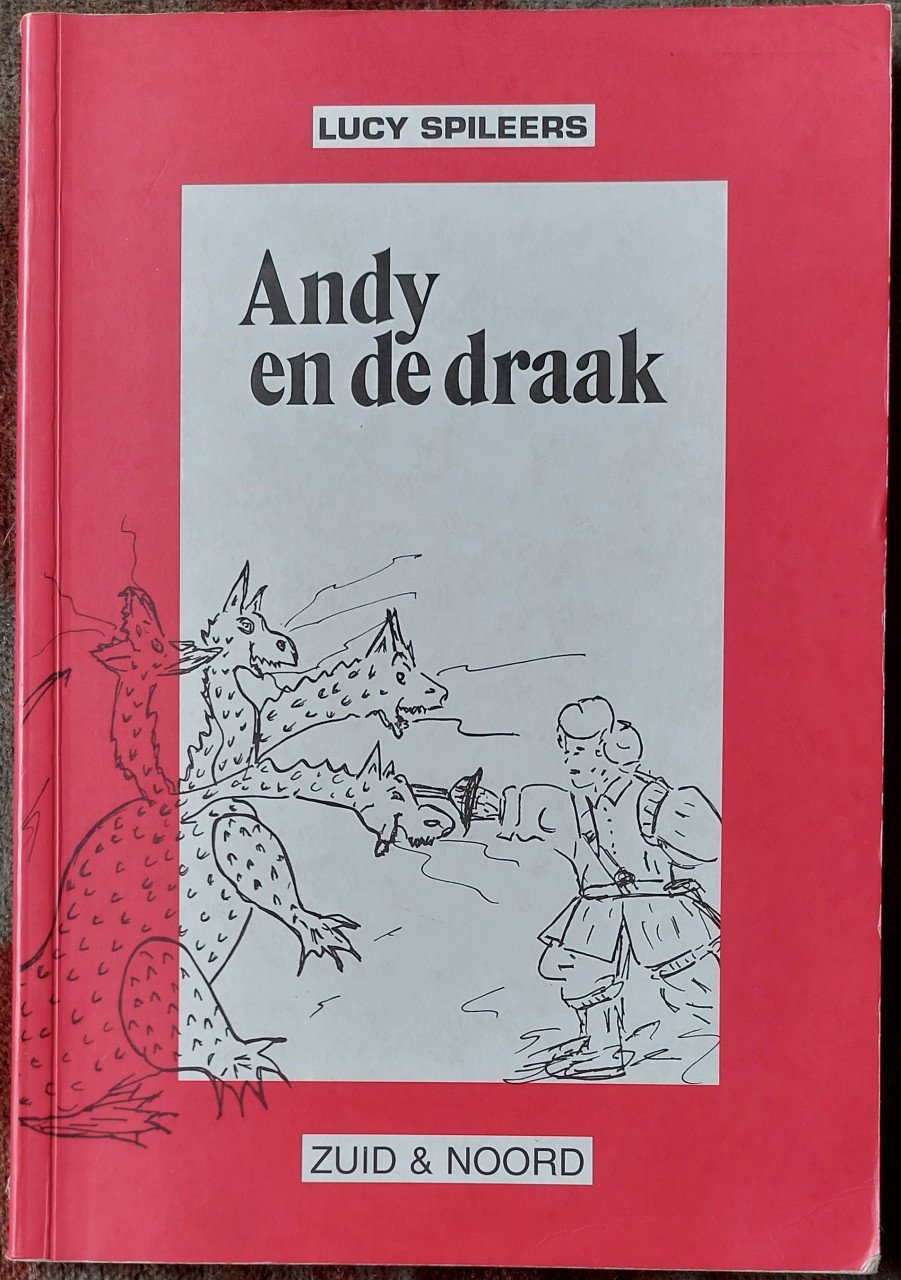 LUCY SPILEERS
Andy
en de draak
ZUID & NOORD